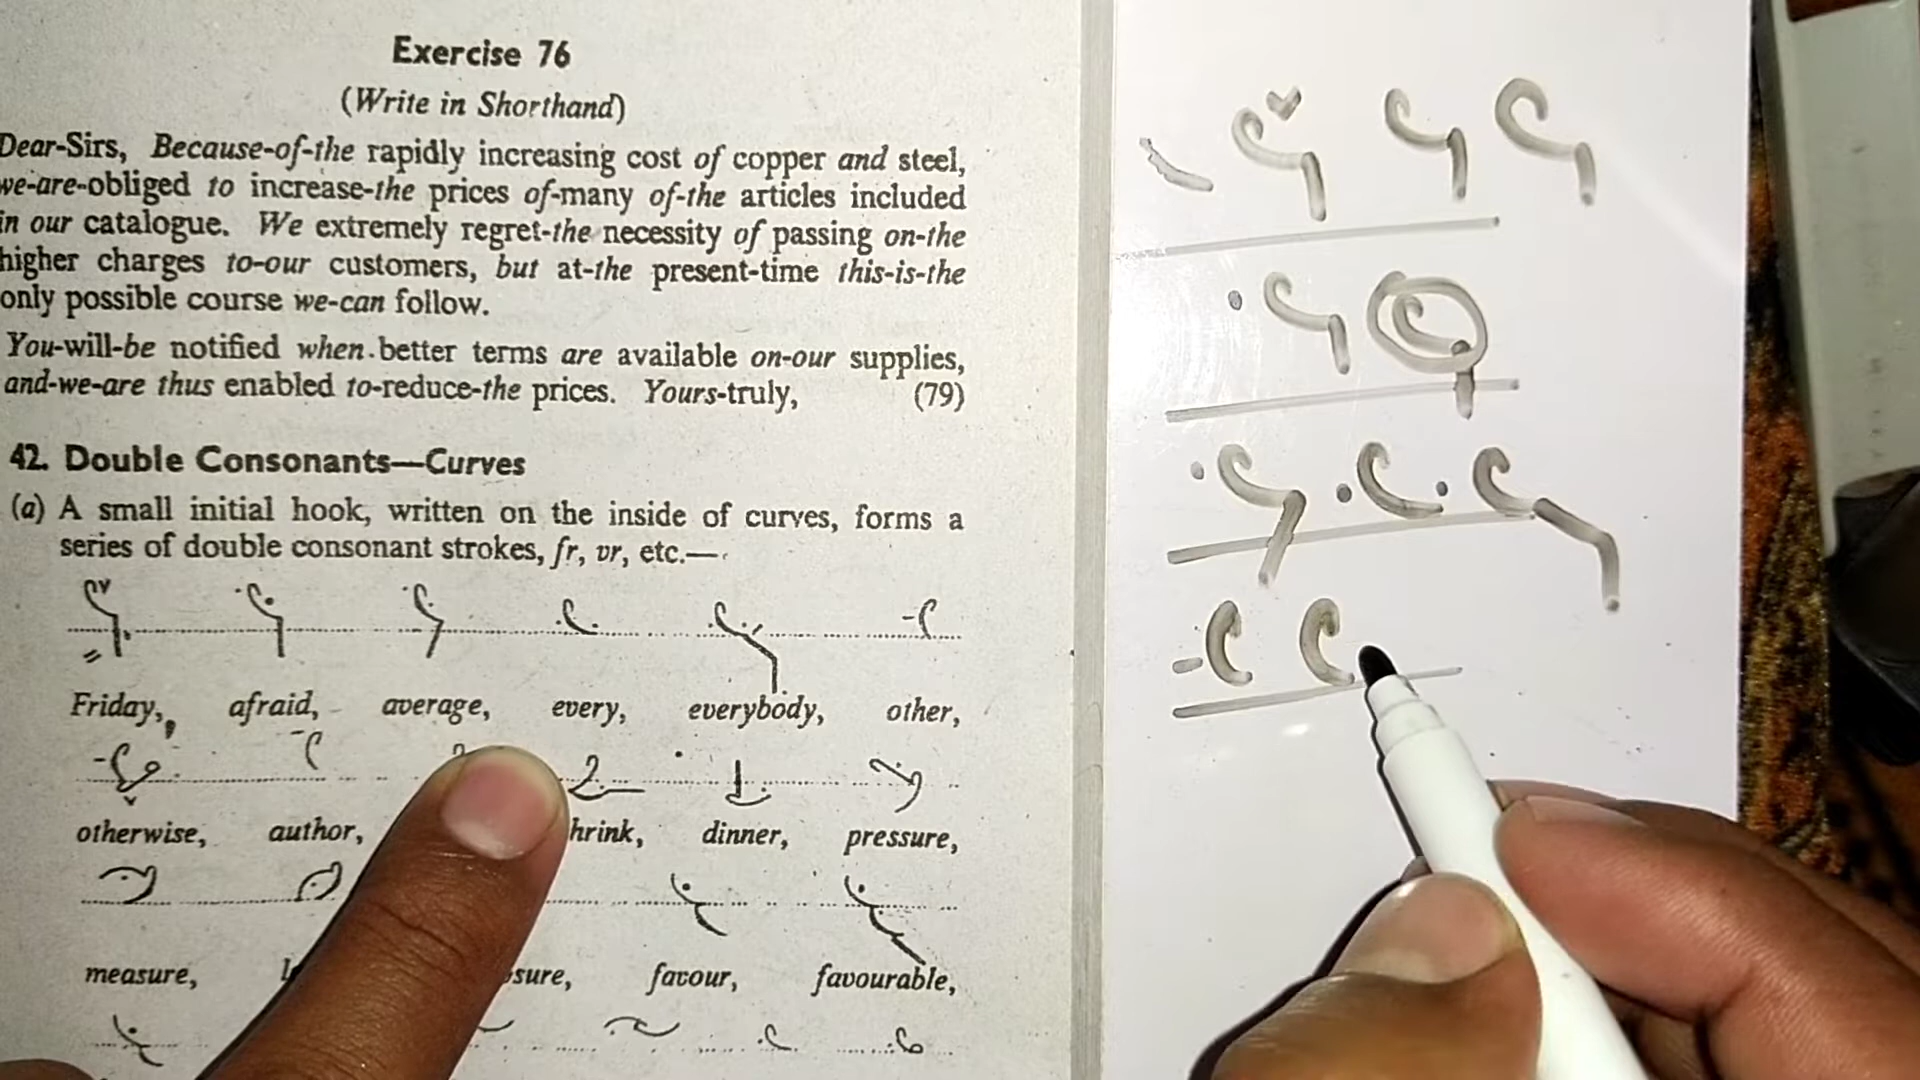 Exercise 76
(Write in Shorthand)
Dear-Sirs, Because-of-the rapidly increasing cost of copper and steel,
we-are-obliged to increase-the prices of-many of-the articles included
in our catalogue. We extremely regret-the necessity of passing on-the
higher charges to-our customers, but at-the present-time this-is-the
only possible course we-can follow.
You-will-be notified when better terms are available on-our supplies,
and-we-are thus enabled to-reduce-the prices. Yours-truly, (79)
42. Double Consonants—Curves
(a) A small initial hook, written on the inside of curves, forms a
series of double consonant strokes, fr, vr, etc.—
Friday, afraid, average, every, everybody, other,
otherwise, author, hrink, dinner, pressure,
measure, sure, favour, favourable,